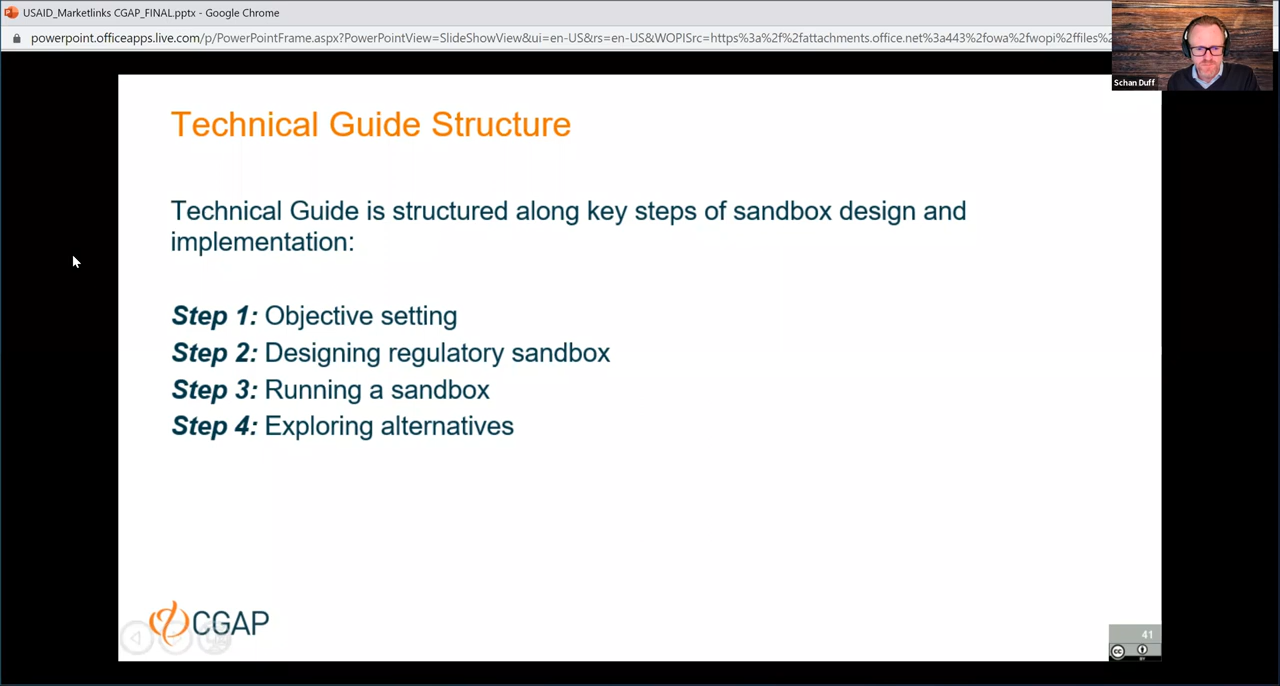 USAID_Marketlinks CGAP_FINAL.pptx - Google Chrome
powerpoint.officeapps.live.com/p/PowerPointFrame.aspx?PowerPointView=SlideShowView&ui=en-US&rs=en-US&WOPISrc=https%3a%2f%2fattachments.office.net%3a443%2fowa%2fwopi%2ffiles%2
Schan Duff
Technical Guide Structure
Technical Guide is structured along key steps of sandbox design and
implementation:
Step 1: Objective setting
Step 2: Designing regulatory sandbox
Step 3: Running a sandbox
Step 4: Exploring alternatives
CGAP
41
cc
BY